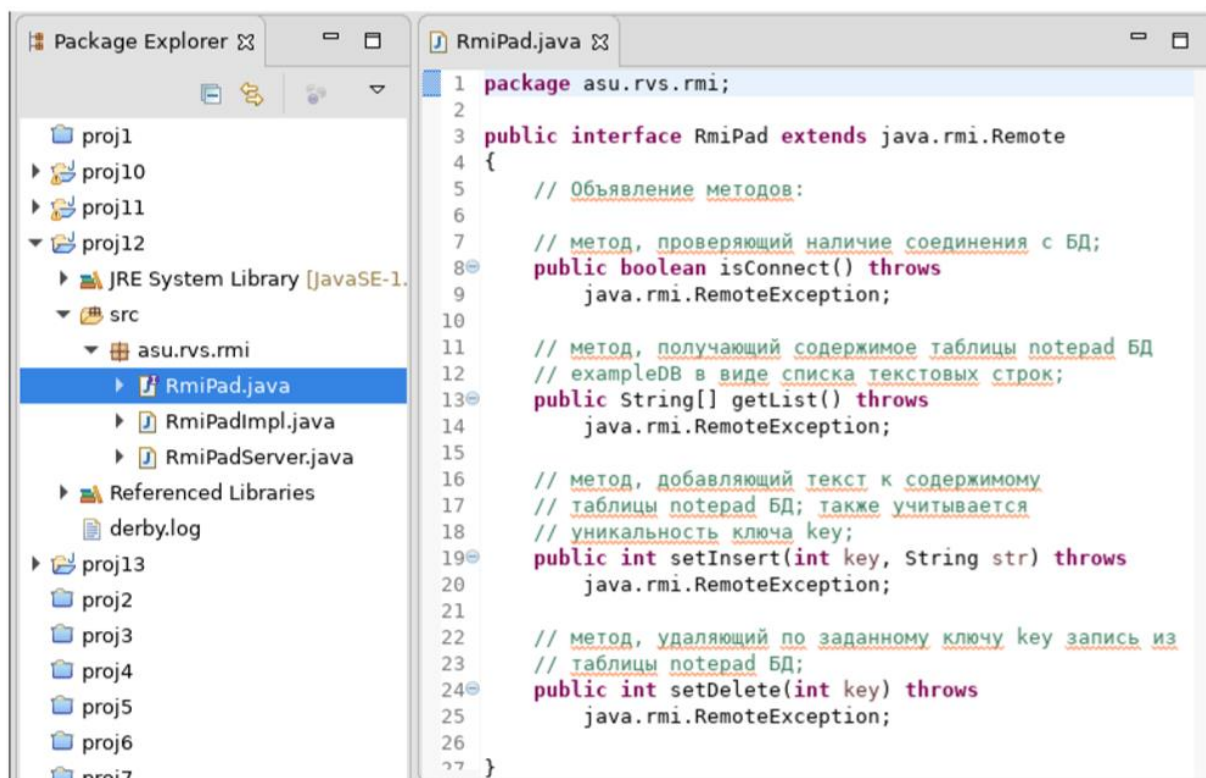 Package Explorer
proj1
proj10
proj11
proj12
JRE System Library [JavaSE-1.
src
asu.rvs.rmi
RmiPad.java
RmiPadImpl.java
RmiPadServer.java
Referenced Libraries
derby.log
proj13
proj2
proj3
proj4
proj5
proj6
proj7
RmiPad.java
1 package asu.rvs.rmi;
2
3 public interface RmiPad extends java.rmi.Remote
4 {
5 // Объявление методов:
6
7 // метод, проверяющий наличие соединения с БД;
8 public boolean isConnect() throws
9 java.rmi.RemoteException;
10
11 // метод, получающий содержимое таблицы notepad БД
12 // exampleDB в виде списка текстовых строк;
13 public String[] getList() throws
14 java.rmi.RemoteException;
15
16 // метод, добавляющий текст к содержимому
17 // таблицы notepad БД; также учитывается
18 // уникальность ключа key;
19 public int setInsert(int key, String str) throws
20 java.rmi.RemoteException;
21
22 // метод, удаляющий по заданному ключу key запись из
23 // таблицы notepad БД;
24 public int setDelete(int key) throws
25 java.rmi.RemoteException;
26
27 }